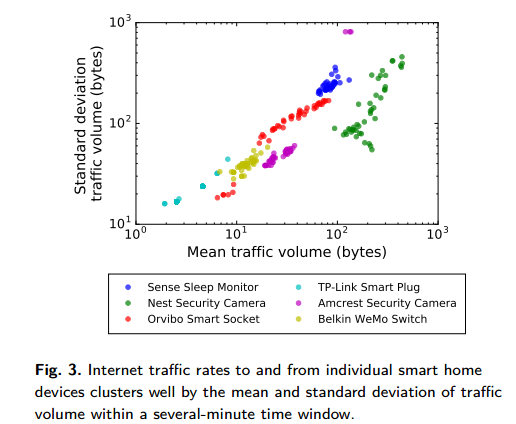 10³
10²
10¹
Standard deviation
traffic volume (bytes)
10⁰ 10¹ 10² 10³
Mean traffic volume (bytes)
Sense Sleep Monitor TP-Link Smart Plug
Nest Security Camera Amcrest Security Camera
Orvibo Smart Socket Belkin WeMo Switch
Fig. 3. Internet traffic rates to and from individual smart home
devices clusters well by the mean and standard deviation of traffic
volume within a several-minute time window.